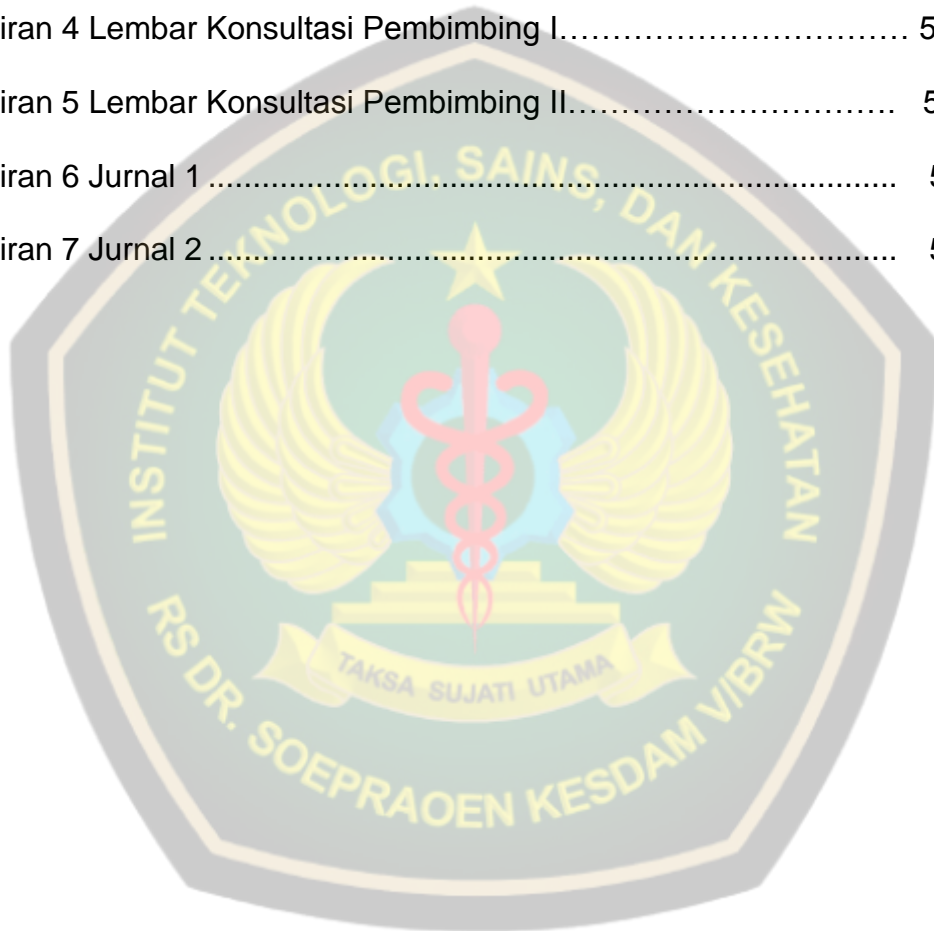 iran 4 Lembar Konsultasi Pembimbing I…………………………… 5
iran 5 Lembar Konsultasi Pembimbing II………………………… 5
iran 6 Jurnal 1 ............................................................................. 5
iran 7 Jurnal 2 ............................................................................. 5
INSTITUT TEKNOLOGI, SAINS, DAN KESEHATAN
TAKSA SUJATI UTAMA
RS DR. SOEPRAOEN KESDAM V/BRW